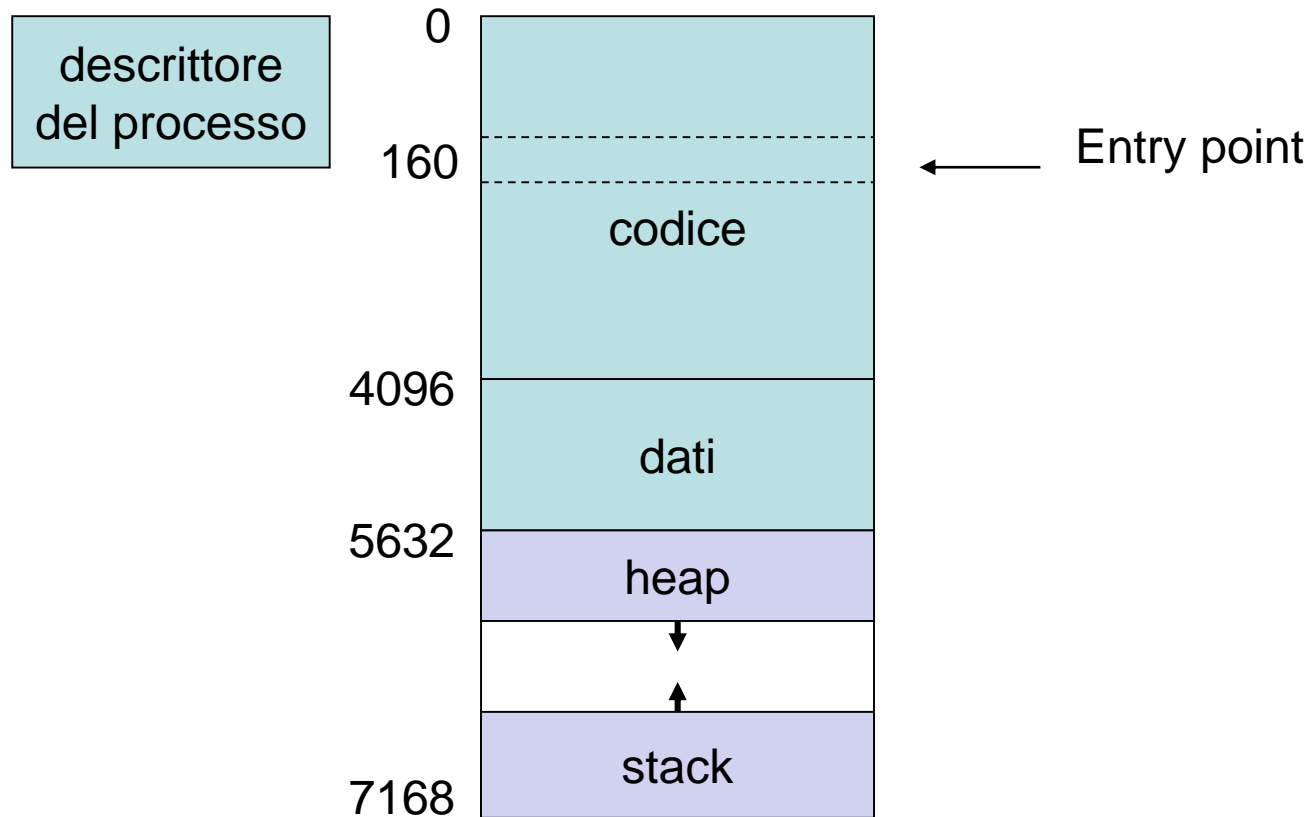 descrittore
del processo
0
160
Entry point
codice
4096
dati
5632
heap
stack
7168